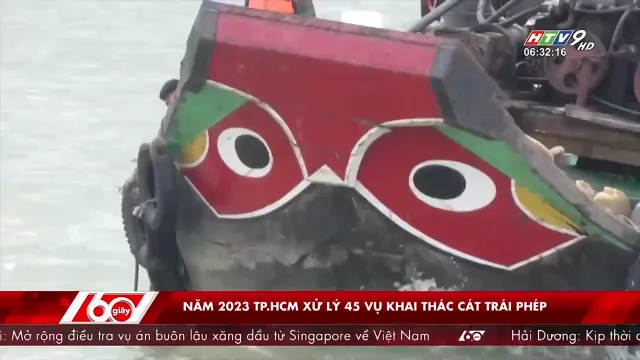 HTV9 HD
06:32:16
60 giây
NĂM 2023 TP.HCM XỬ LÝ 45 VỤ KHAI THÁC CÁT TRÁI PHÉP
i: Mở rộng điều tra vụ án buôn lậu xăng dầu từ Singapore về Việt Nam 60 Hải Dương: Kịp thời